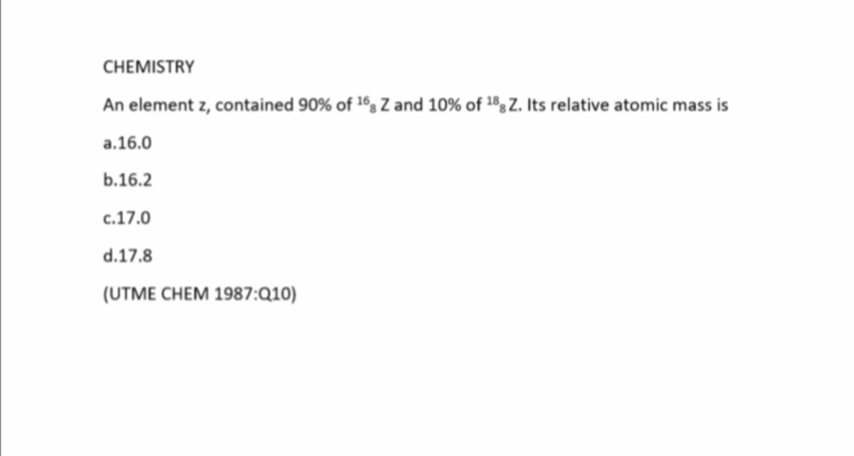 CHEMISTRY
An element z, contained 90% of ¹⁶₈ Z and 10% of ¹⁸₈ Z. Its relative atomic mass is
a.16.0
b.16.2
c.17.0
d.17.8
(UTME CHEM 1987:Q10)